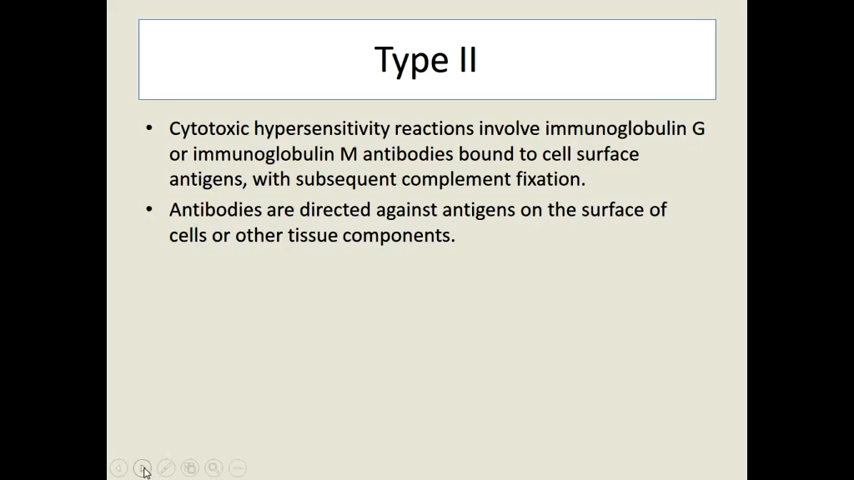 Type II
• Cytotoxic hypersensitivity reactions involve immunoglobulin G
or immunoglobulin M antibodies bound to cell surface
antigens, with subsequent complement fixation.
• Antibodies are directed against antigens on the surface of
cells or other tissue components.